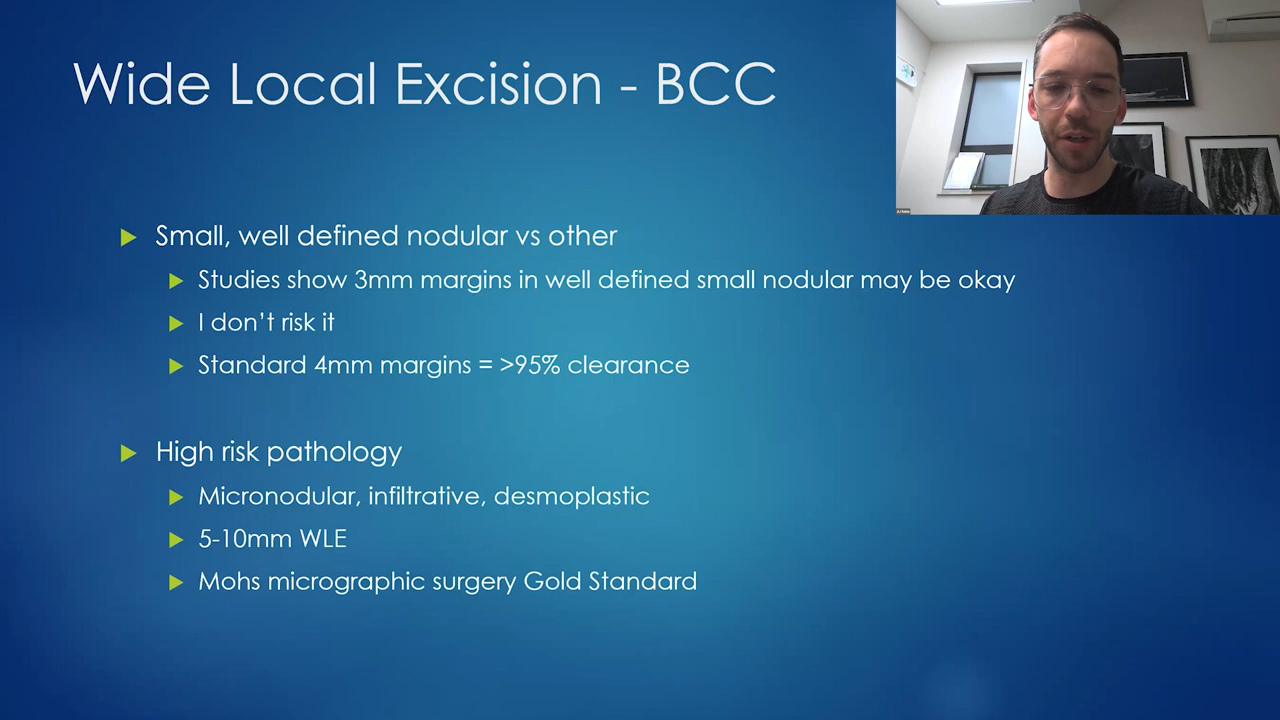 Wide Local Excision - BCC
Small, well defined nodular vs other
Studies show 3mm margins in well defined small nodular may be okay
I don't risk it
Standard 4mm margins = >95% clearance
High risk pathology
Micronodular, infiltrative, desmoplastic
5-10mm WLE
Mohs micrographic surgery Gold Standard